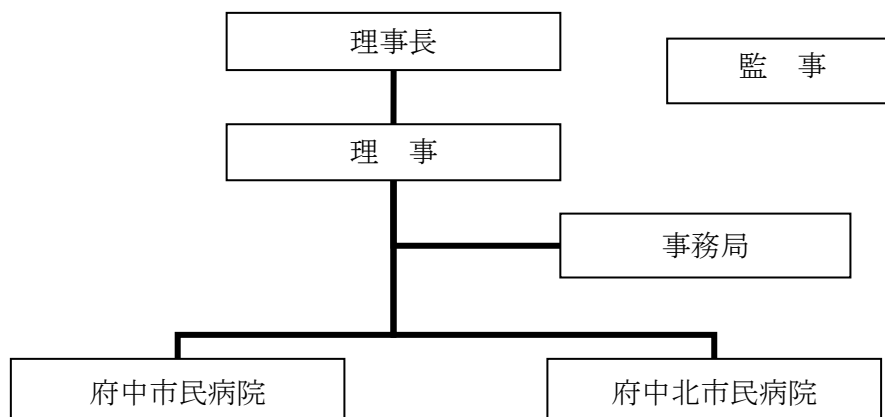 理事長
監　事
理　事
事務局
府中市民病院
府中北市民病院